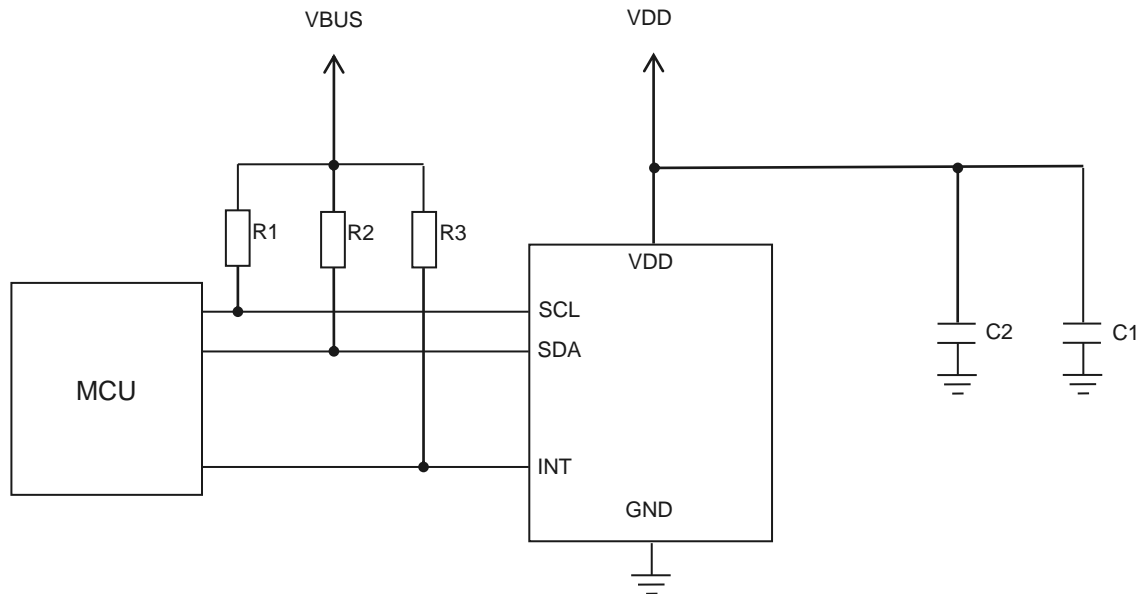 VBUS
VDD
R1
R2
R3
VDD
SCL
C2
C1
SDA
MCU
INT
GND